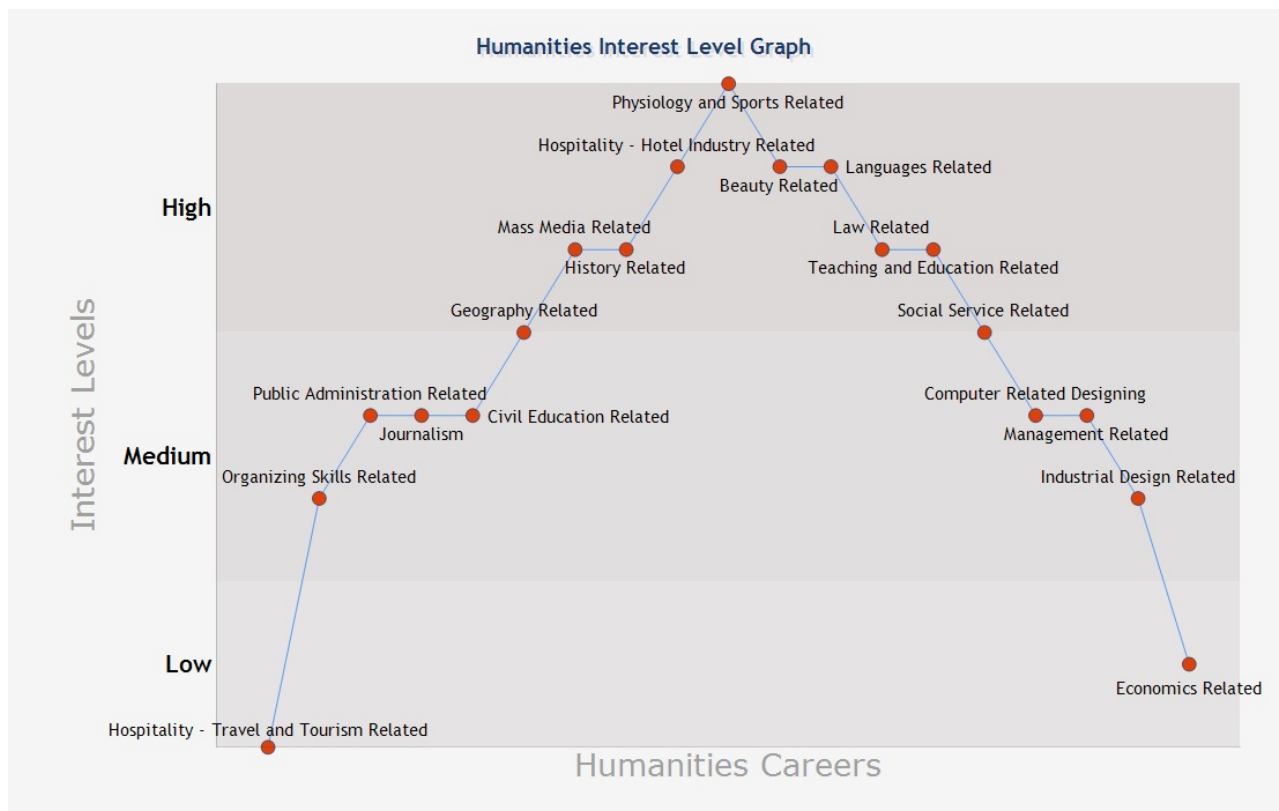 Humanities Interest Level Graph
Physiology and Sports Related
Hospitality - Hotel Industry Related
Beauty Related
Languages Related
High
Mass Media Related
Law Related
History Related
Teaching and Education Related
Geography Related
Social Service Related
Interest Levels
Public Administration Related
Computer Related Designing
Civil Education Related
Journalism
Management Related
Medium
Organizing Skills Related
Industrial Design Related
Low
Economics Related
Hospitality - Travel and Tourism Related
Humanities Careers